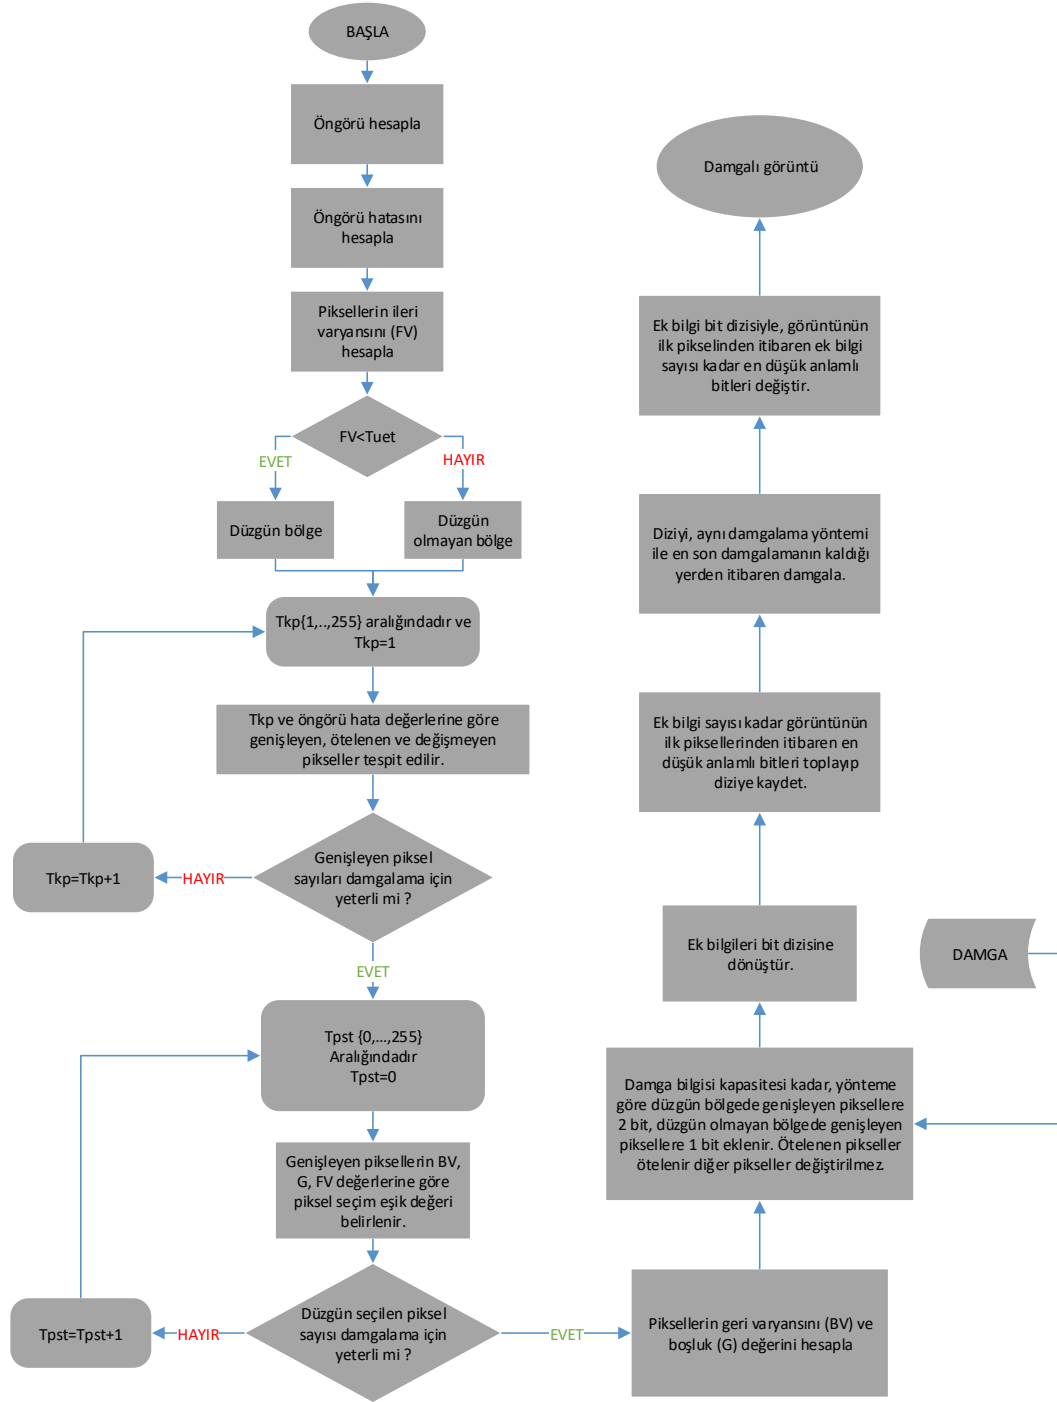 BAŞLA
Öngörü hesapla
Öngörü hatasını
hesapla
Piksellerin ileri
varyansını (FV)
hesapla
FV<Tuet
EVET
HAYIR
Düzgün bölge
Düzgün
olmayan bölge
Tkp{1,..,255} aralığındadır ve
Tkp=1
Tkp ve öngörü hata değerlerine göre
genişleyen, ötelenen ve değişmeyen
pikseller tespit edilir.
Genişleyen piksel
sayıları damgalama için
yeterli mi ?
HAYIR
Tkp=Tkp+1
EVET
Tpst {0,...,255}
Aralığındadır
Tpst=0
Genişleyen piksellerin BV,
G, FV değerlerine göre
piksel seçim eşik değeri
belirlenir.
Düzgün seçilen piksel
sayısı damgalama için
yeterli mi ?
HAYIR
Tpst=Tpst+1
EVET
Piksellerin geri varyansını (BV) ve
boşluk (G) değerini hesapla
Damga bilgisi kapasitesi kadar, yönteme
göre düzgün bölgede genişleyen piksellere
2 bit, düzgün olmayan bölgede genişleyen
piksellere 1 bit eklenir. Ötelenen pikseller
ötelenir diğer pikseller değiştirilmez.
DAMGA
Ek bilgileri bit dizisine
dönüştür.
Ek bilgi sayısı kadar görüntünün
ilk piksellerinden itibaren en
düşük anlamlı bitleri toplayıp
diziye kaydet.
Diziyi, aynı damgalama yöntemi
ile en son damgalamanın kaldığı
yerden itibaren damgala.
Ek bilgi bit dizisiyle, görüntünün
ilk pikselinden itibaren ek bilgi
sayısı kadar en düşük anlamlı
bitleri değiştir.
Damgalı görüntü